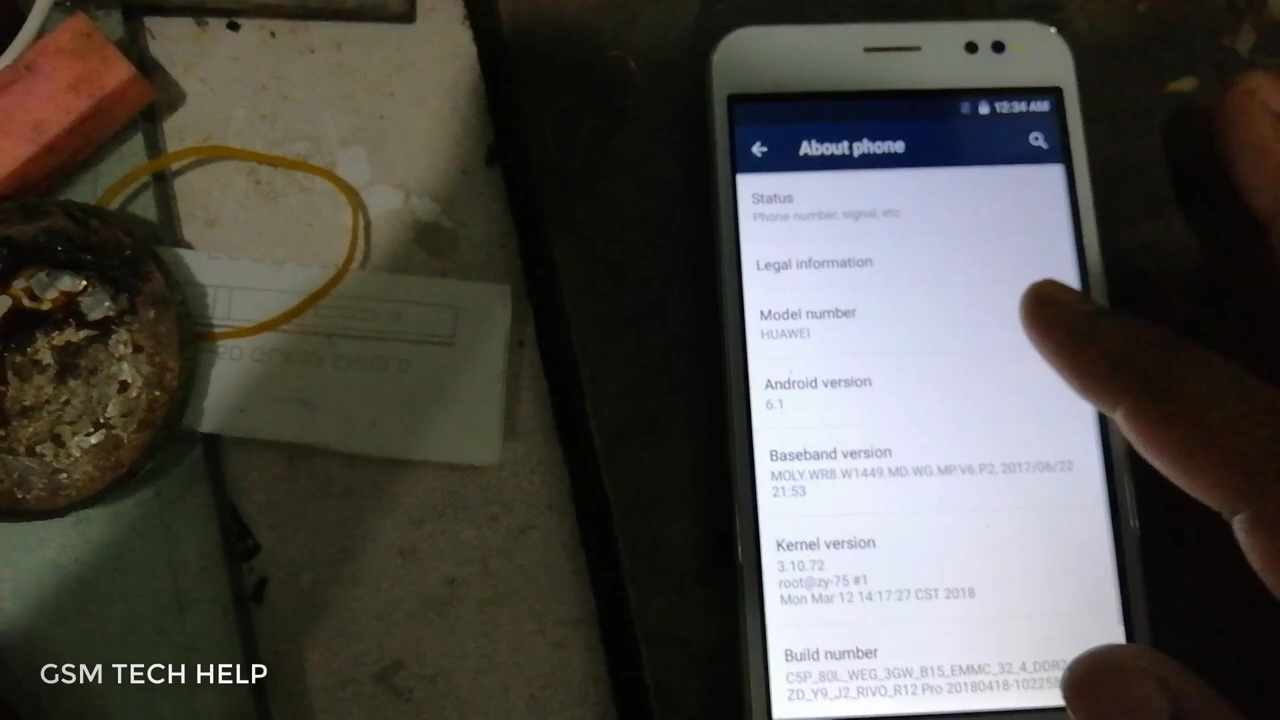 12:34 AM
About phone
Status
Phone number, signal, etc.
Legal information
Model number
HUAWEI
Android version
6.1
Baseband version
MOLY.WR8.W1449.MD.WG.MP.V6.P2, 2017/06/22
21:53
Kernel version
3.10.72
root@zy-75 #1
Mon Mar 12 14:17:27 CST 2018
Build number
C5P_80L_WEG_3GW_B15_EMMC_32_4_DDR2
ZD_Y9_J2_RIVO_R12 Pro 20180418-102258
GSM TECH HELP